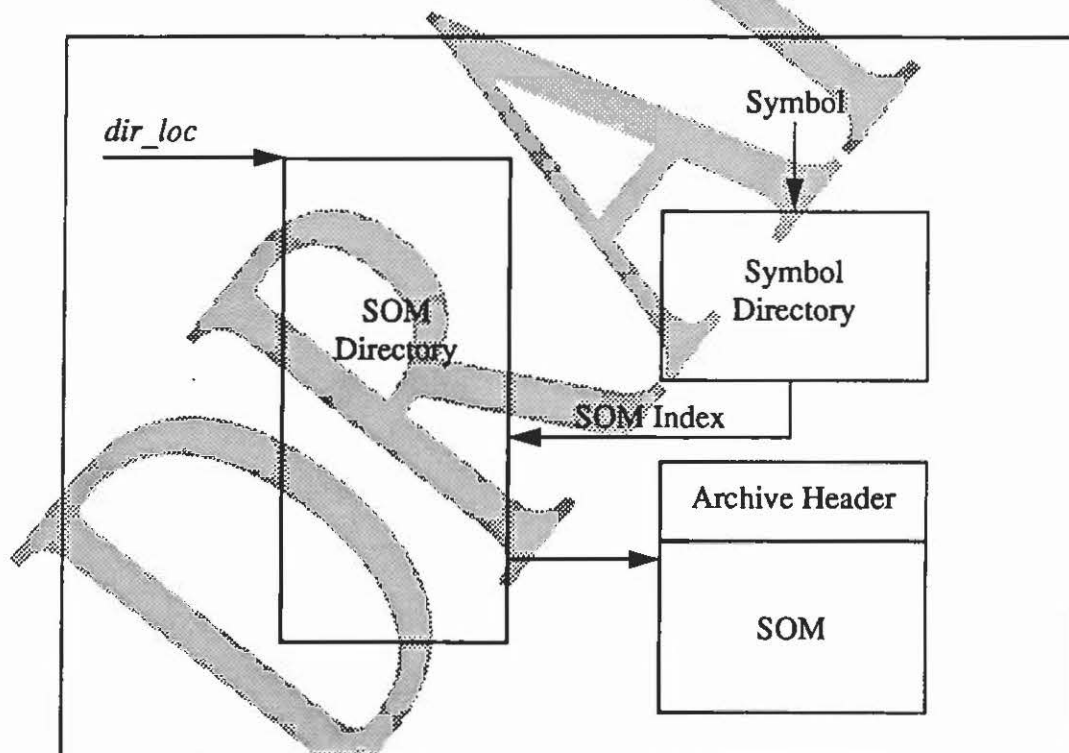 Symbol
dir_loc
Symbol
Directory
SOM
Directory
SOM Index
Archive Header
SOM